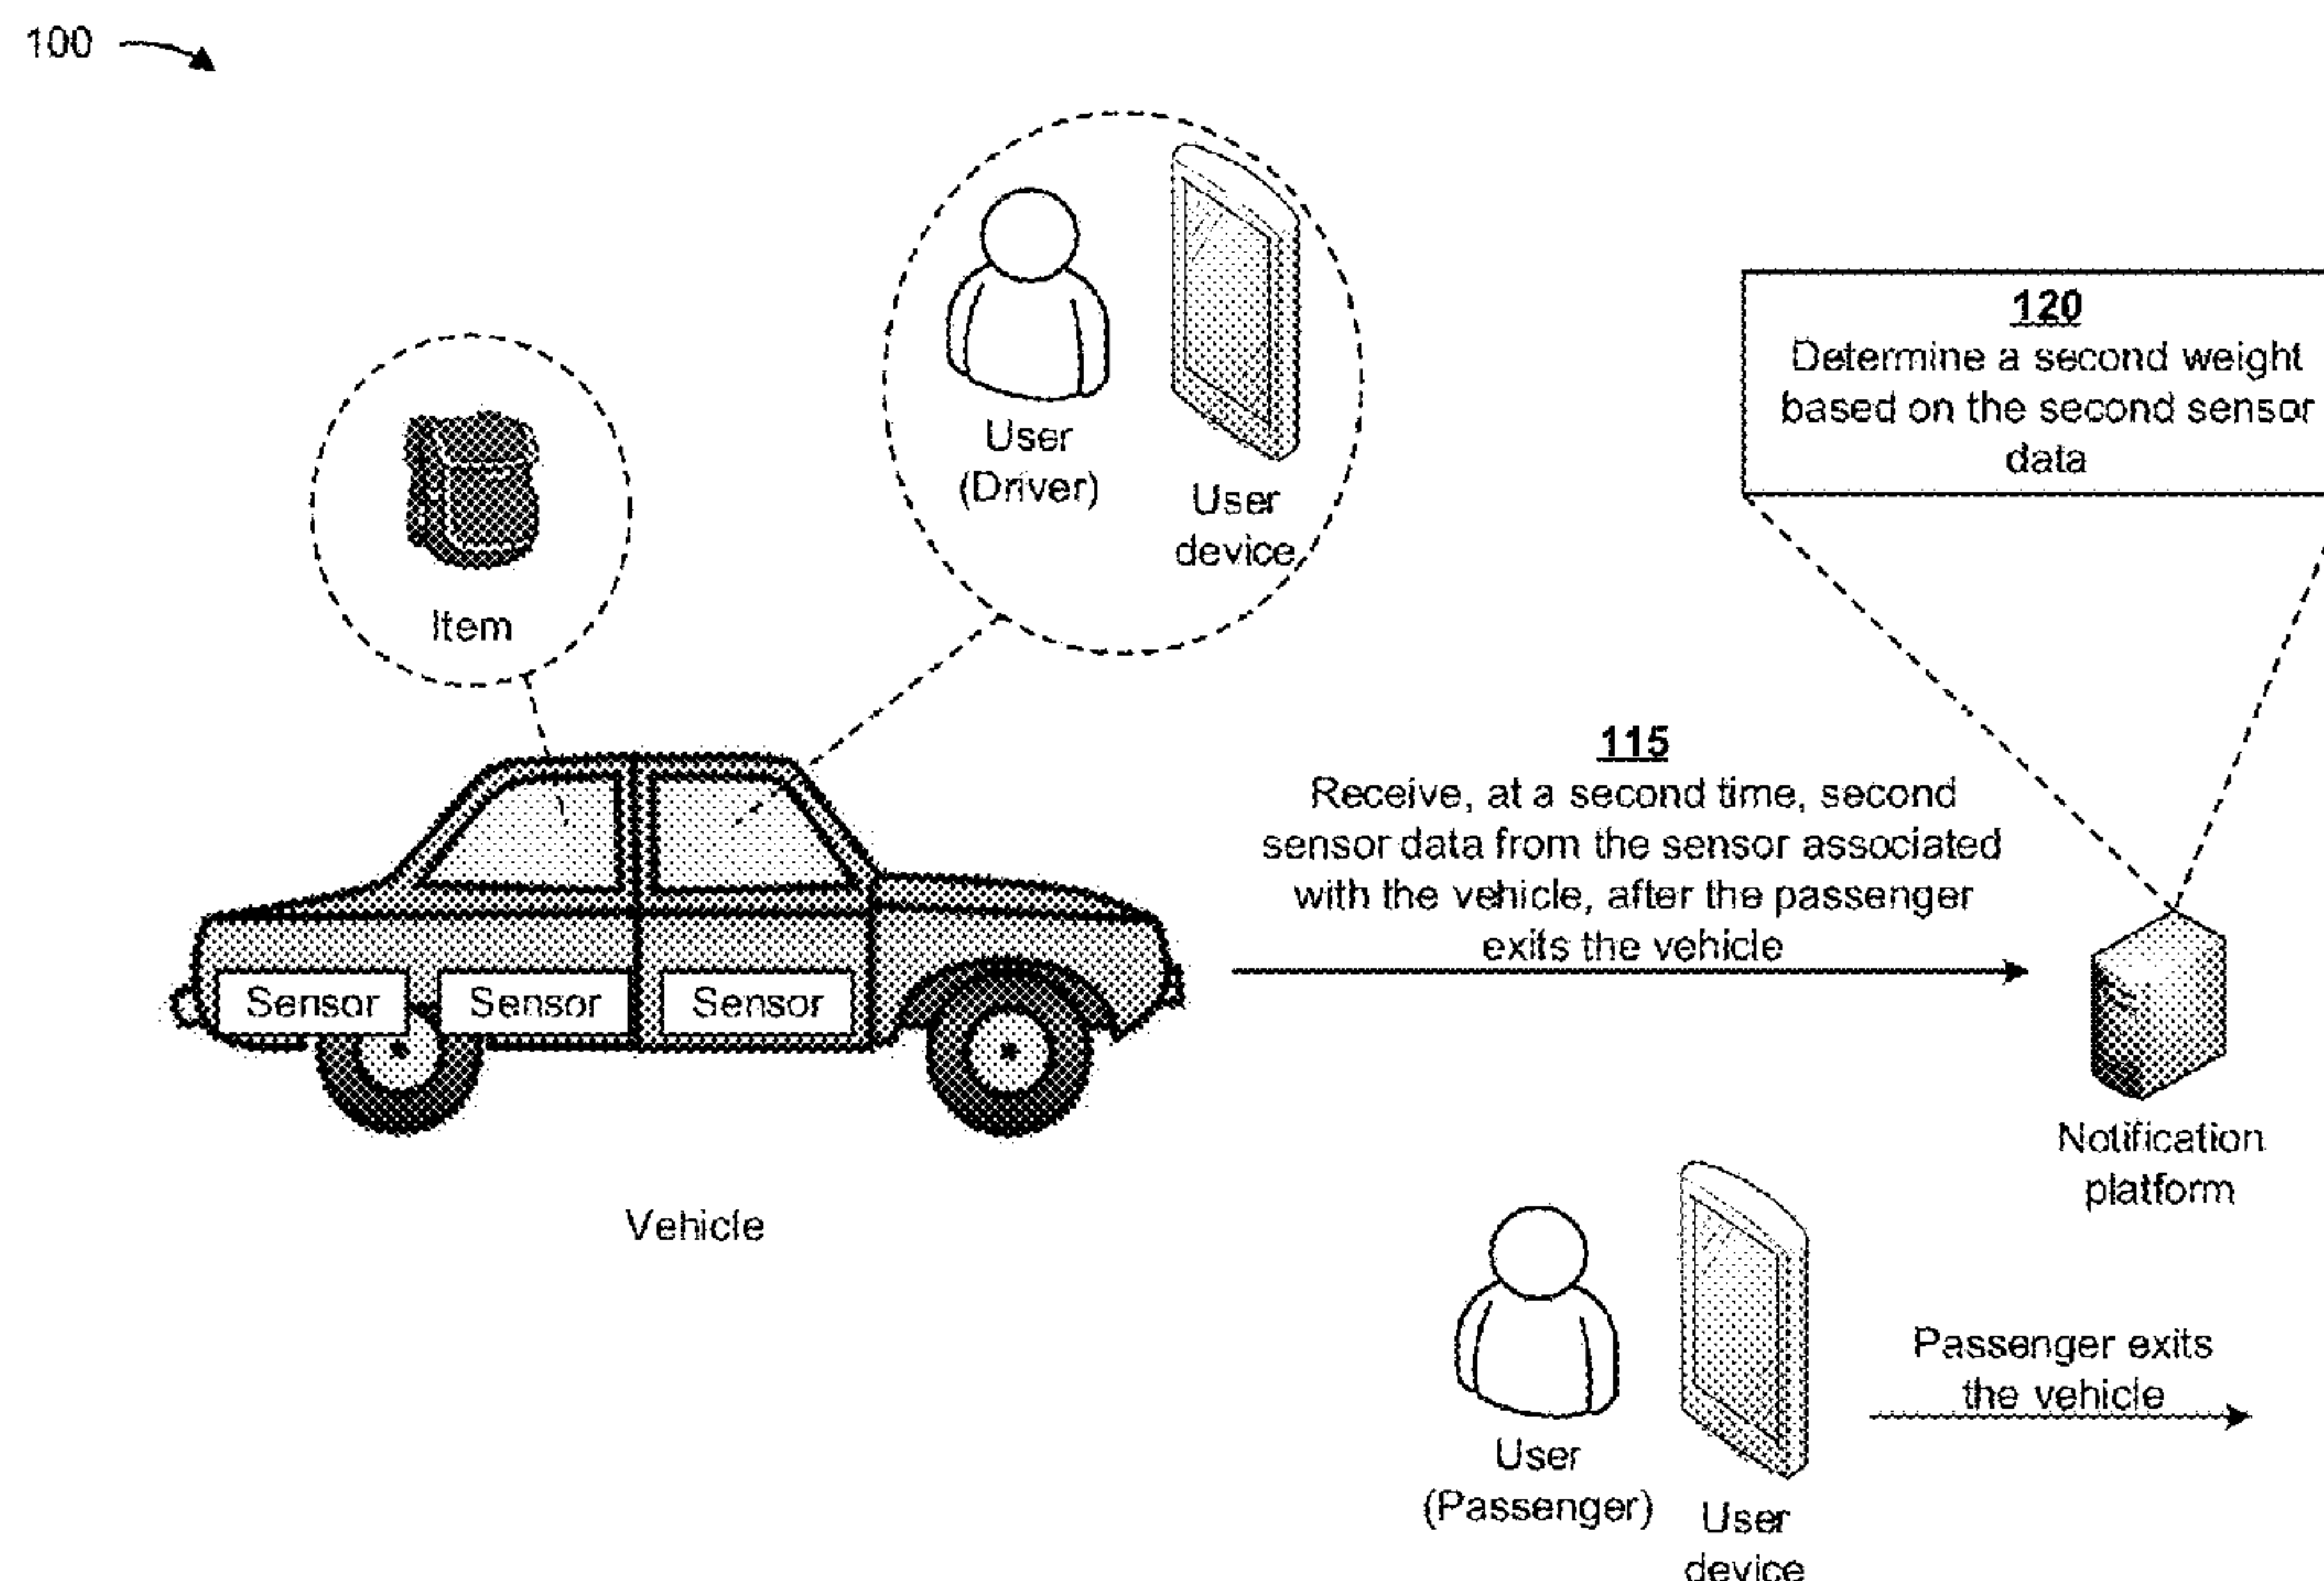 100
120
Determine a second weight
based on the second sensor
data
User
(Driver)
User
device
Item
115
Receive, at a second time, second
sensor data from the sensor associated
with the vehicle, after the passenger
exits the vehicle
Sensor
Sensor
Sensor
Notification
platform
Vehicle
Passenger exits
the vehicle
User
(Passenger)
User
device